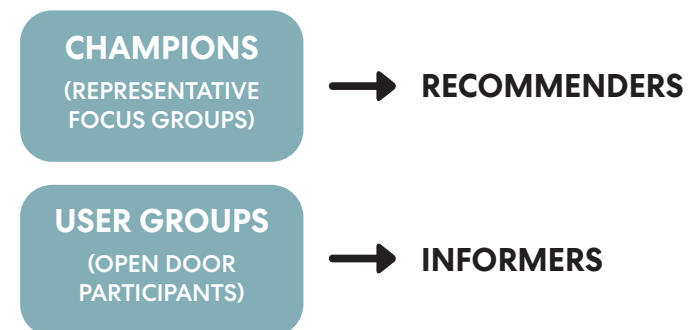 CHAMPIONS
(REPRESENTATIVE
FOCUS GROUPS)
RECOMMENDERS
USER GROUPS
(OPEN DOOR
PARTICIPANTS)
INFORMERS